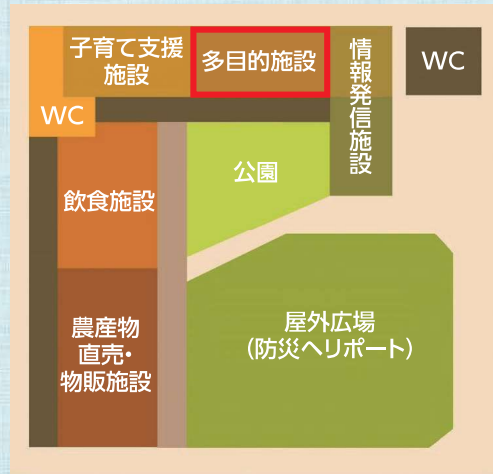 子育て支援
施設
多目的施設
情報発信施設
WC
WC
飲食施設
公園
農産物
直売・
物販施設
屋外広場
(防災ヘリポート)